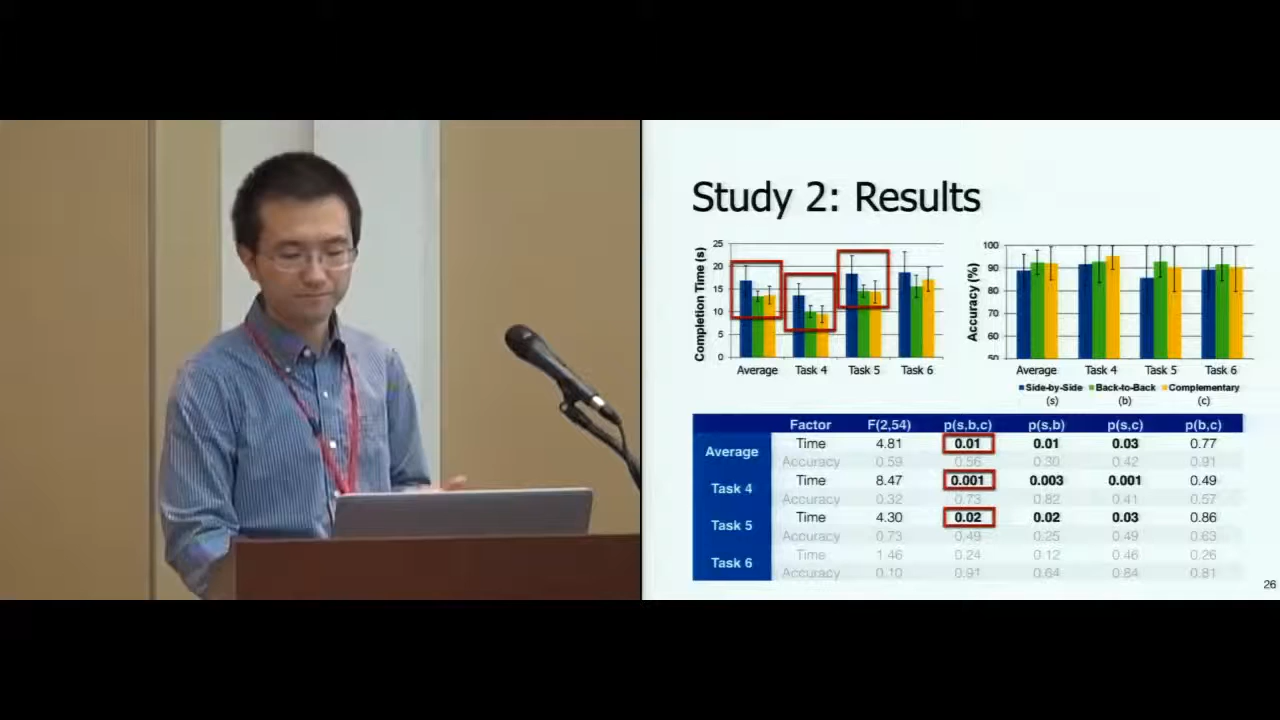 Study 2: Results
Completion Time (s)
25
20
15
10
5
0
Average Task 4 Task 5 Task 6
Accuracy (%)
100
90
80
70
60
50
Average Task 4 Task 5 Task 6
Side-by-Side Back-to-Back Complementary
(s) (b) (c)
Factor F(2,54) p(s,b,c) p(s,b) p(s,c) p(b,c)
Average
Time 4.81 0.01 0.01 0.03 0.77
Accuracy 0.59 0.56 0.30 0.42 0.91
Task 4
Time 8.47 0.001 0.003 0.001 0.49
Accuracy 0.32 0.73 0.82 0.41 0.57
Task 5
Time 4.30 0.02 0.02 0.03 0.86
Accuracy 0.73 0.49 0.25 0.49 0.63
Task 6
Time 1.46 0.24 0.12 0.46 0.26
Accuracy 0.10 0.91 0.64 0.84 0.81
26